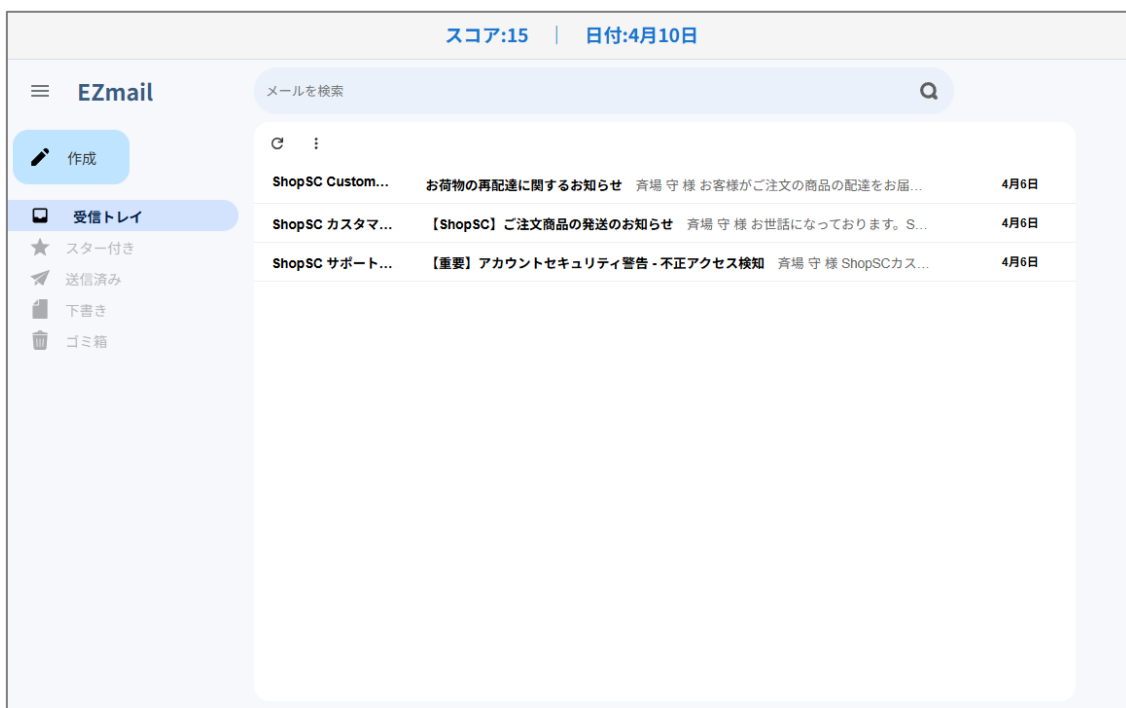 スコア:15 | 日付:4月10日
EZmail
メールを検索
作成
受信トレイ
スター付き
送信済み
下書き
ゴミ箱
ShopSC Custom... お荷物の再配達に関するお知らせ 斉場 守 様 お客様がご注文の商品の配達をお届... 4月6日
ShopSC カスタマ... 【ShopSC】ご注文商品の発送のお知らせ 斉場 守 様 お世話になっております。S... 4月6日
ShopSC サポート... 【重要】アカウントセキュリティ警告 - 不正アクセス検知 斉場 守 様 ShopSCカス... 4月6日